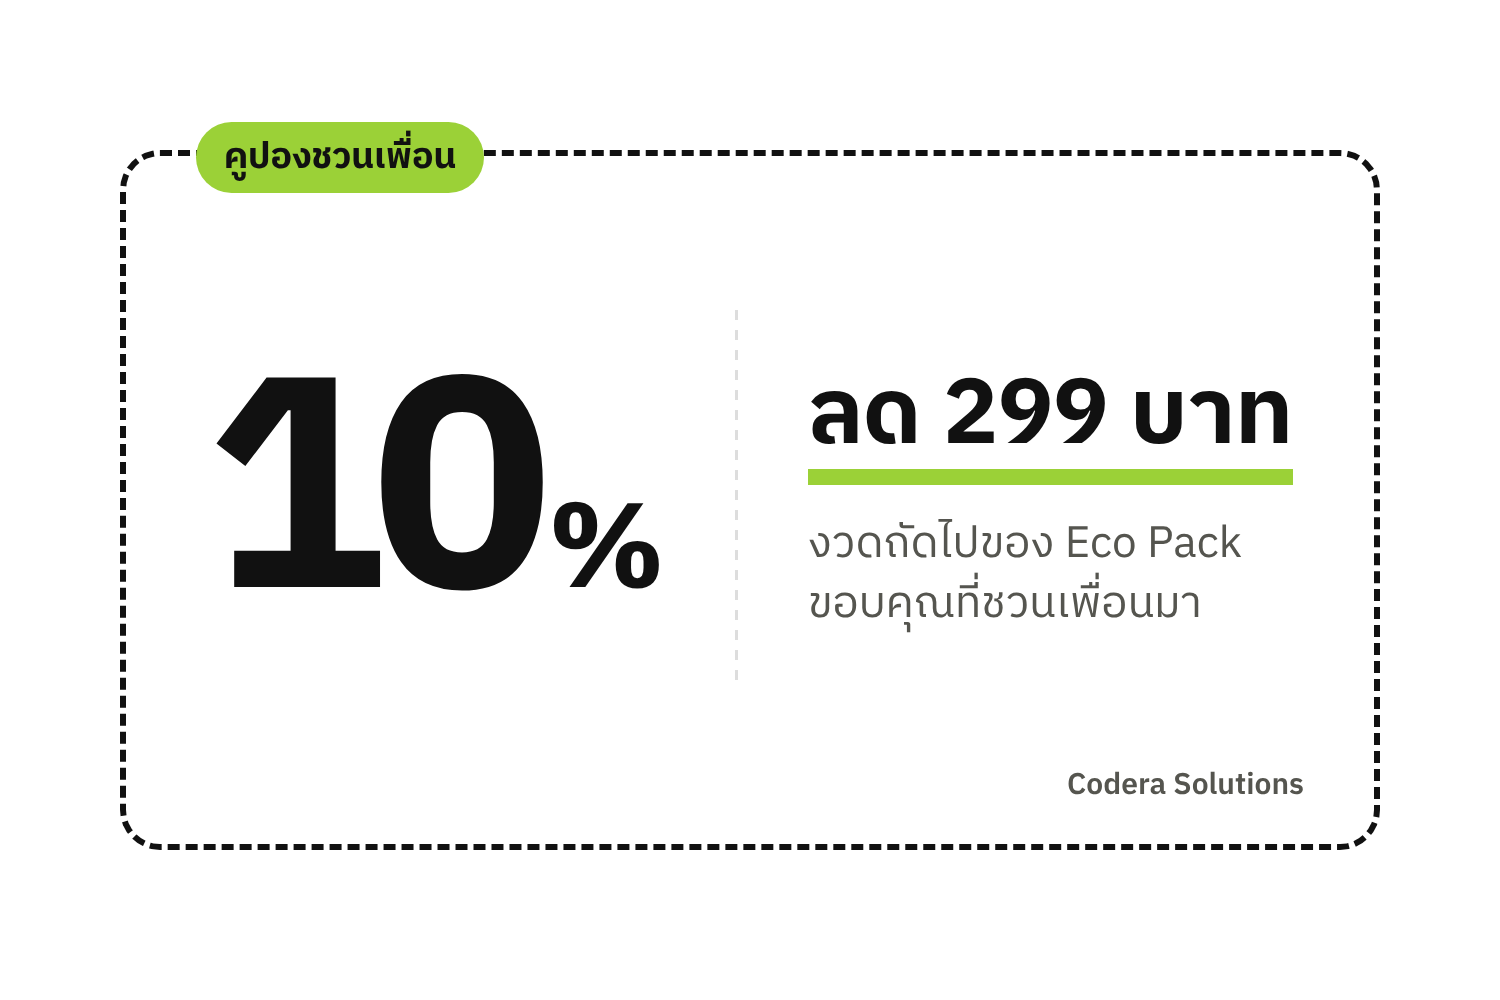 คูปองชวนเพื่อน
10%
ลด 299 บาท
งวดถัดไปของ Eco Pack
ขอบคุณที่ชวนเพื่อนมา
Codera Solutions